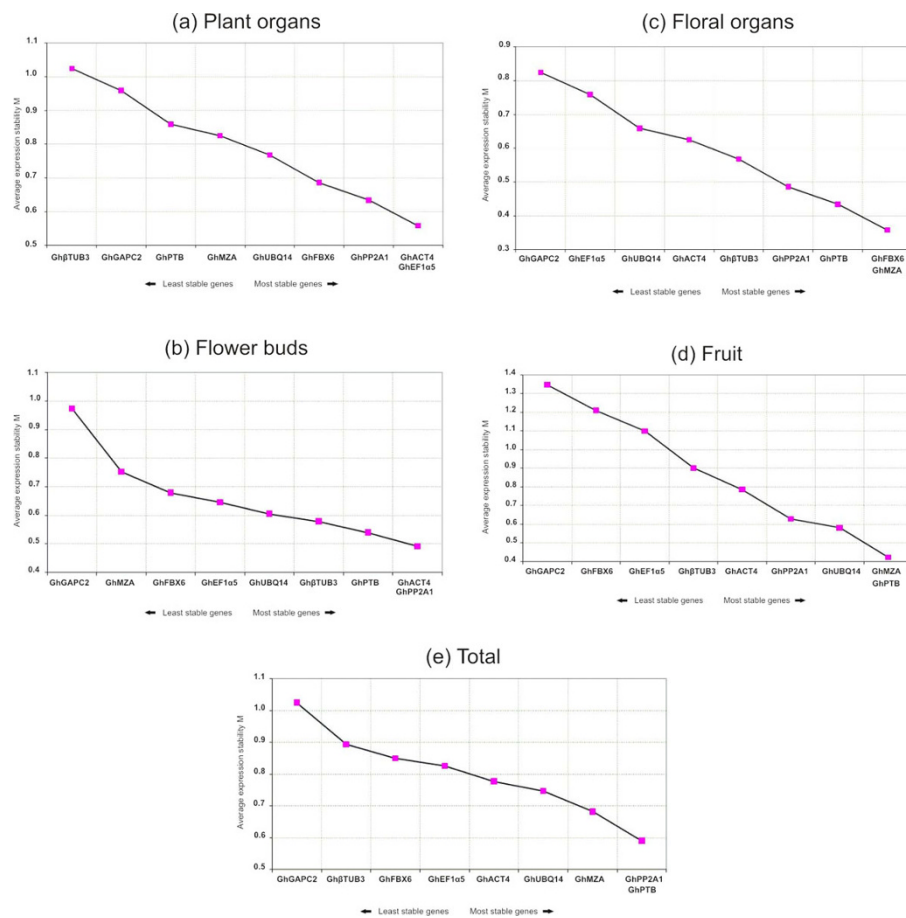 (a) Plant organs
Average expression stability M
1.1
1.0
0.9
0.8
0.7
0.6
0.5
GhβTUB3 GhGAPC2 GhPTB GhMZA GhUBQ14 GhFBX6 GhPP2A1 GhACT4
GhEF1α5
Least stable genes Most stable genes
(b) Flower buds
Average expression stability M
1.1
1.0
0.9
0.8
0.7
0.6
0.5
0.4
GhGAPC2 GhMZA GhFBX6 GhEF1α5 GhUBQ14 GhβTUB3 GhPTB GhACT4
GhPP2A1
Least stable genes Most stable genes
(c) Floral organs
Average expression stability M
0.9
0.8
0.7
0.6
0.5
0.4
0.3
GhGAPC2 GhEF1α5 GhUBQ14 GhACT4 GhβTUB3 GhPP2A1 GhPTB GhFBX6
GhMZA
Least stable genes Most stable genes
(d) Fruit
Average expression stability M
1.4
1.3
1.2
1.1
1.0
0.9
0.8
0.7
0.6
0.5
0.4
GhGAPC2 GhFBX6 GhEF1α5 GhβTUB3 GhACT4 GhPP2A1 GhUBQ14 GhMZA
GhPTB
Least stable genes Most stable genes
(e) Total
Average expression stability M
1.1
1.0
0.9
0.8
0.7
0.6
0.5
GhGAPC2 GhβTUB3 GhFBX6 GhEF1α5 GhACT4 GhUBQ14 GhMZA GhPP2A1
GhPTB
Least stable genes Most stable genes